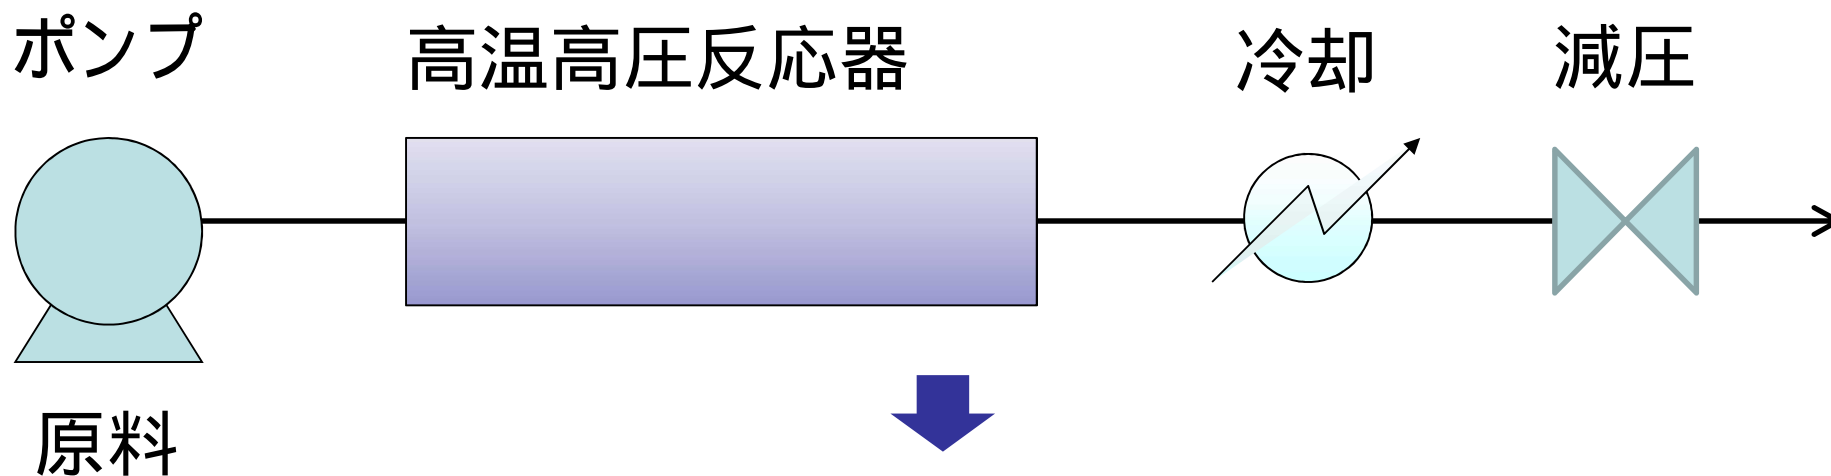 ポンプ
高温高圧反応器
冷却
減圧
原料